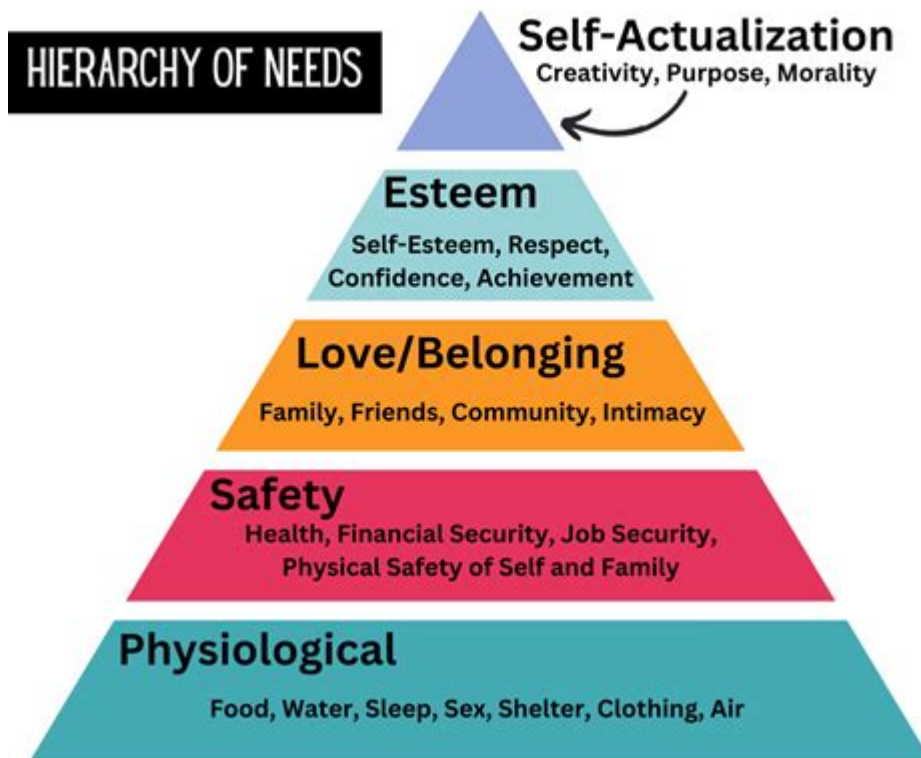 HIERARCHY OF NEEDS
Self-Actualization
Creativity, Purpose, Morality
Esteem
Self-Esteem, Respect,
Confidence, Achievement
Love/Belonging
Family, Friends, Community, Intimacy
Safety
Health, Financial Security, Job Security,
Physical Safety of Self and Family
Physiological
Food, Water, Sleep, Sex, Shelter, Clothing, Air